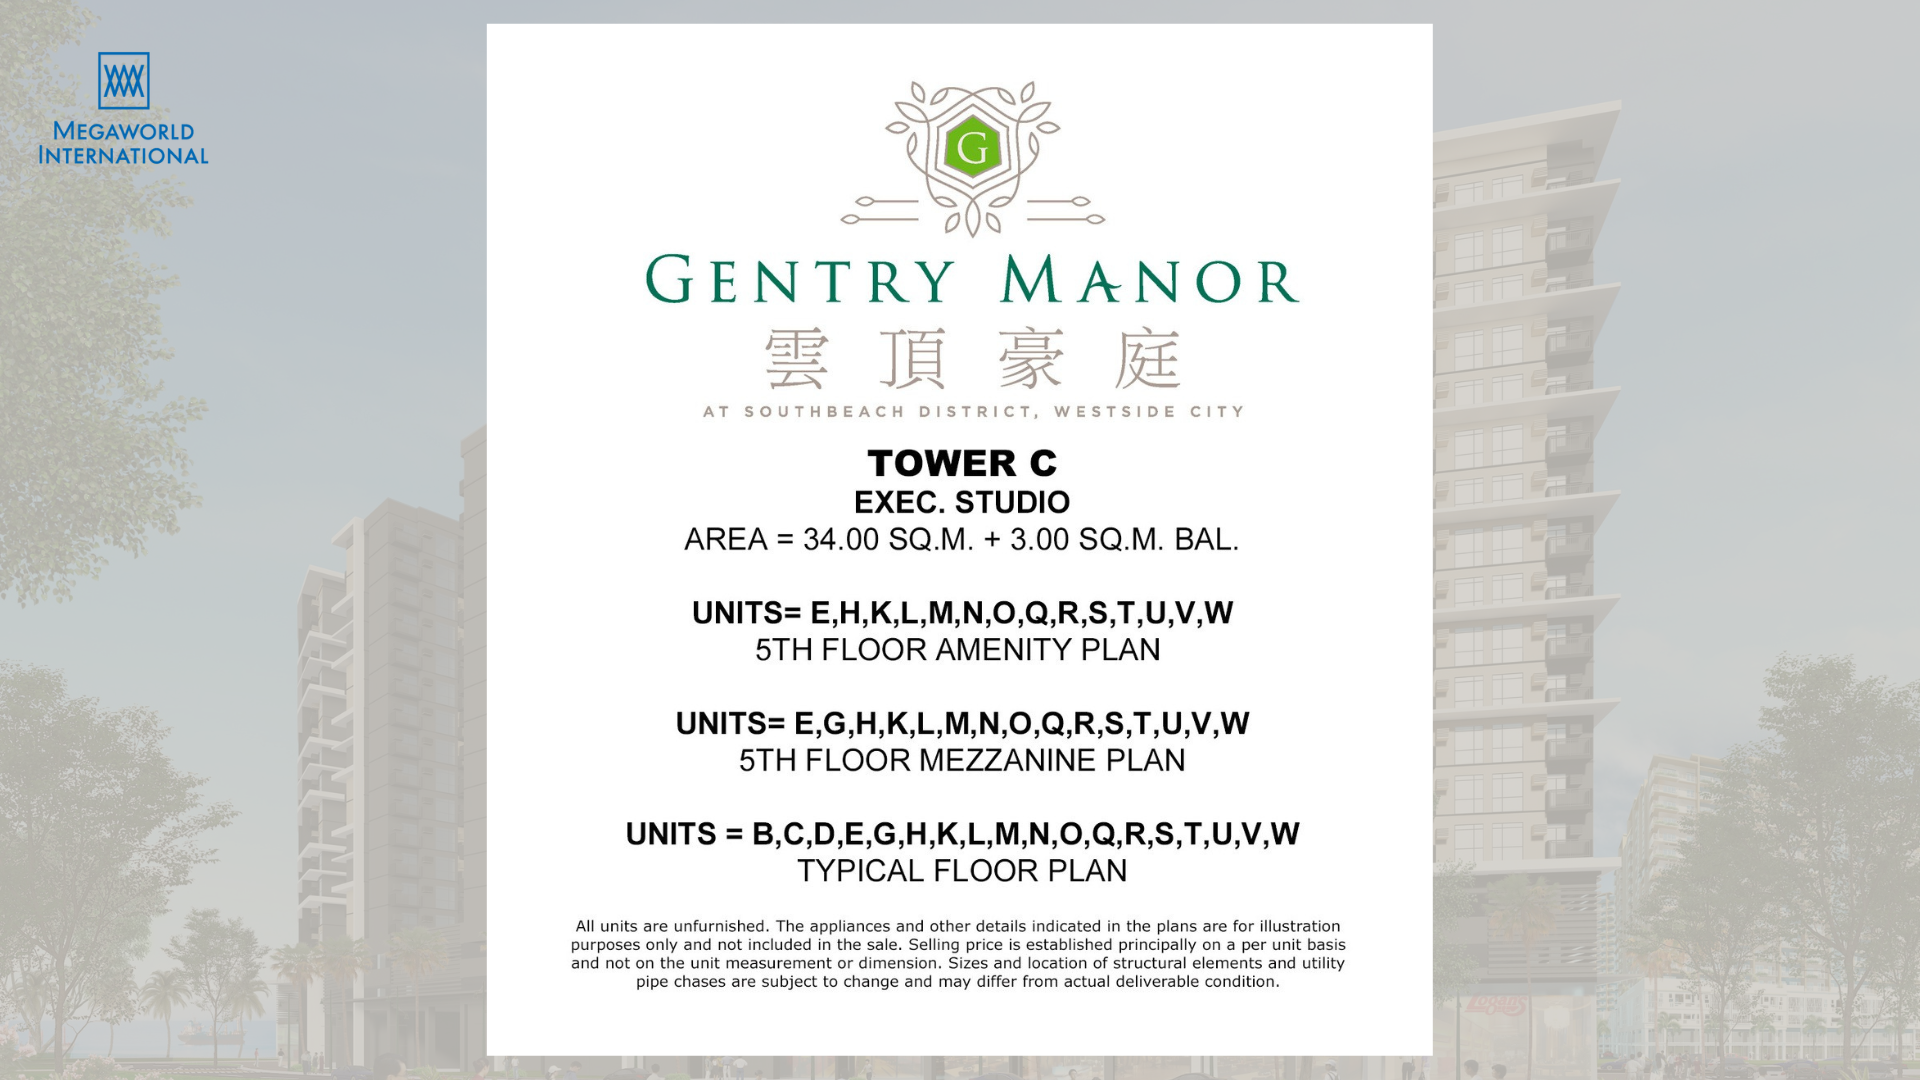 MEGAWORLD
INTERNATIONAL
G
GENTRY MANOR
雲頂豪庭
AT SOUTHBEACH DISTRICT, WESTSIDE CITY
TOWER C
EXEC. STUDIO
AREA = 34.00 SQ.M. + 3.00 SQ.M. BAL.
UNITS= E,H,K,L,M,N,O,Q,R,S,T,U,V,W
5TH FLOOR AMENITY PLAN
UNITS= E,G,H,K,L,M,N,O,Q,R,S,T,U,V,W
5TH FLOOR MEZZANINE PLAN
UNITS = B,C,D,E,G,H,K,L,M,N,O,Q,R,S,T,U,V,W
TYPICAL FLOOR PLAN
All units are unfurnished. The appliances and other details indicated in the plans are for illustration
purposes only and not included in the sale. Selling price is established principally on a per unit basis
and not on the unit measurement or dimension. Sizes and location of structural elements and utility
pipe chases are subject to change and may differ from actual deliverable condition.